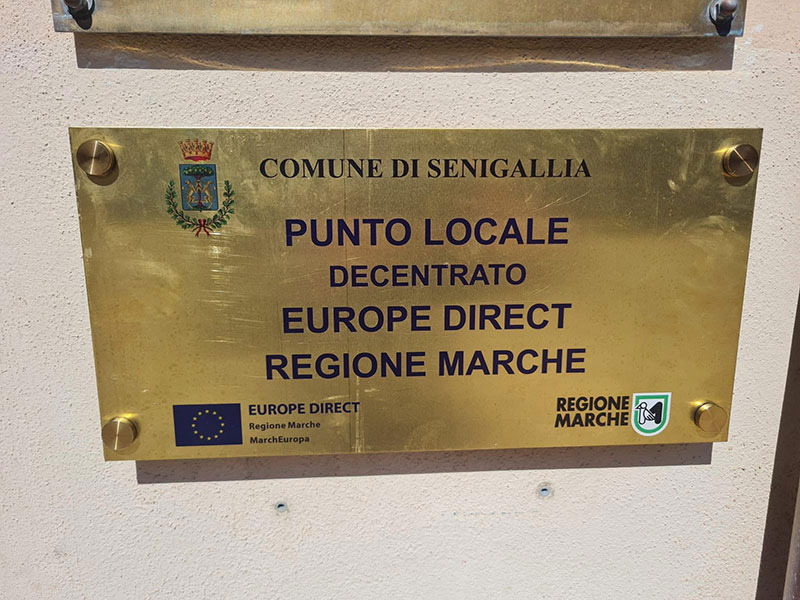 COMUNE DI SENIGALLIA
PUNTO LOCALE
DECENTRATO
EUROPE DIRECT
REGIONE MARCHE
EUROPE DIRECT
Regione Marche
MarchEuropa
REGIONE
MARCHE